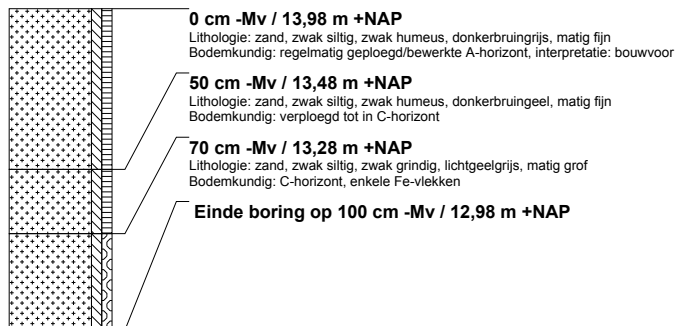 0 cm -Mv / 13,98 m +NAP
Lithologie: zand, zwak siltig, zwak humeus, donkerbruingrijs, matig fijn
Bodemkundig: regelmatig geploegd/bewerkte A-horizont, interpretatie: bouwvoor
50 cm -Mv / 13,48 m +NAP
Lithologie: zand, zwak siltig, zwak humeus, donkerbruingeel, matig fijn
Bodemkundig: verploegd tot in C-horizont
70 cm -Mv / 13,28 m +NAP
Lithologie: zand, zwak siltig, zwak grindig, lichtgeelgrijs, matig grof
Bodemkundig: C-horizont, enkele Fe-vlekken
Einde boring op 100 cm -Mv / 12,98 m +NAP